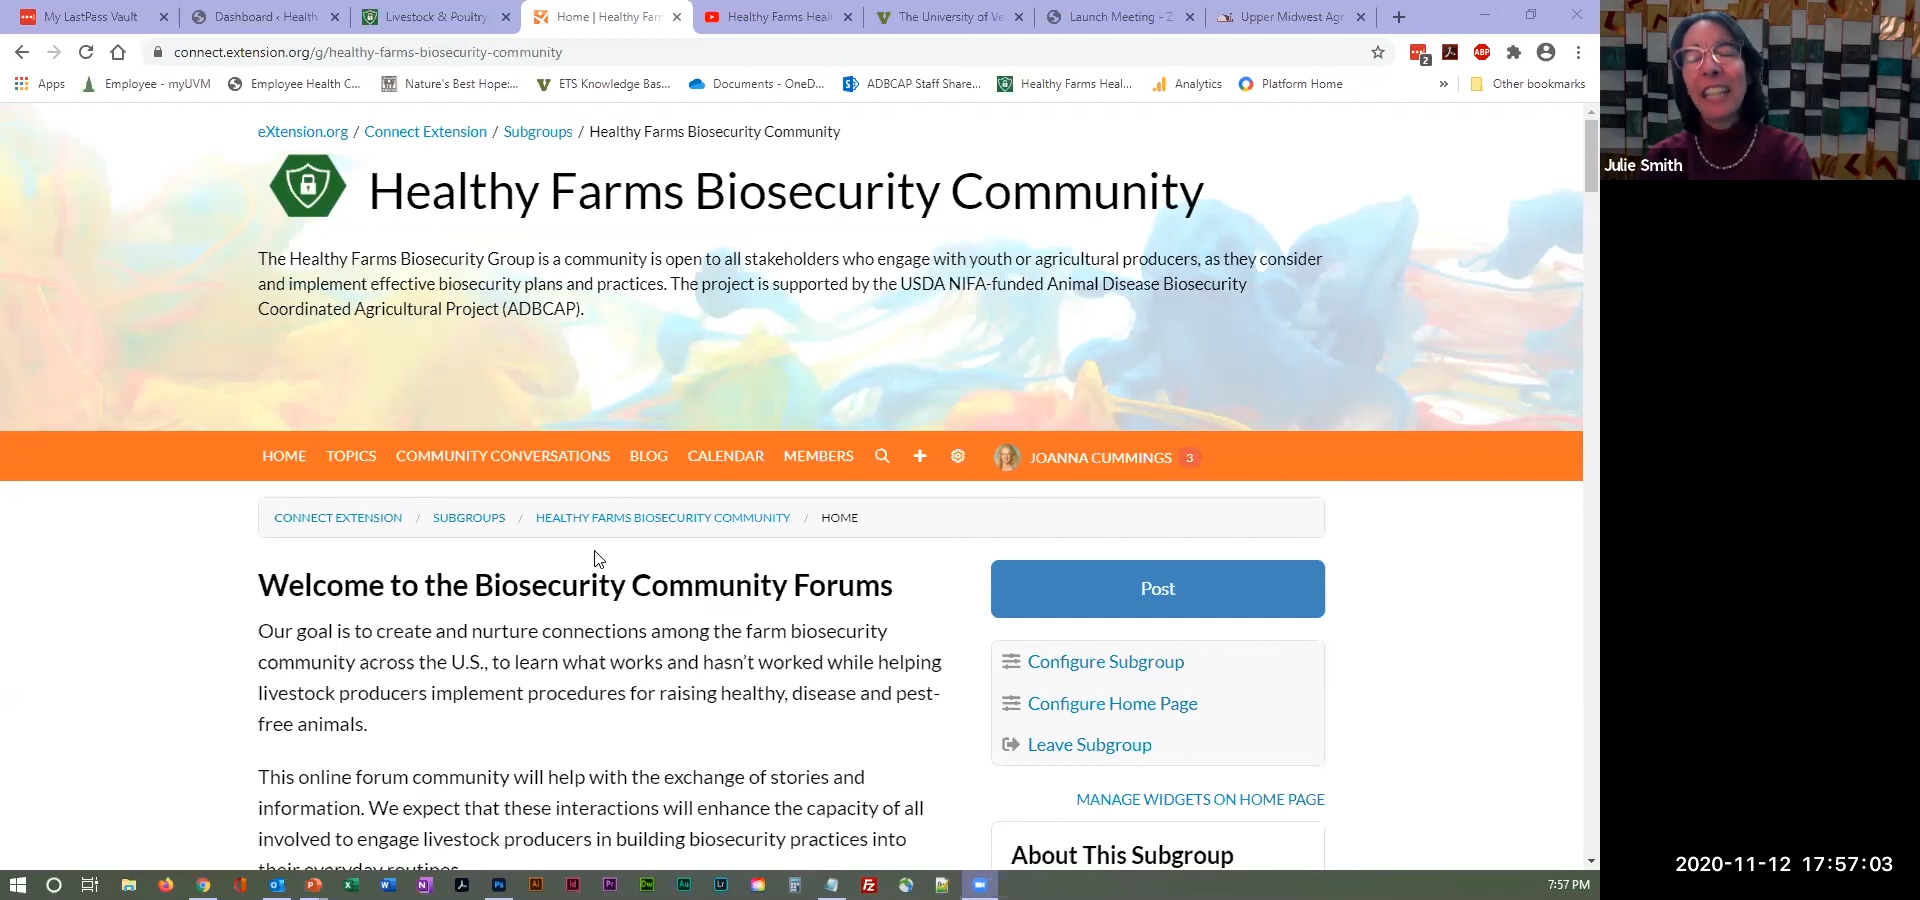 My LastPass Vault
Dashboard ‹ Health
Livestock & Poultry
Home | Healthy Farm
Healthy Farms Heal
The University of Ve
Launch Meeting - Z
Upper Midwest Agr
connect.extension.org/g/healthy-farms-biosecurity-community
2
ABP
Apps
Employee - myUVM
Employee Health C...
Nature's Best Hope:...
ETS Knowledge Bas...
Documents - OneD...
ADBCAP Staff Share...
Healthy Farms Heal...
Analytics
Platform Home
»
Other bookmarks
eXtension.org / Connect Extension / Subgroups / Healthy Farms Biosecurity Community
Healthy Farms Biosecurity Community
The Healthy Farms Biosecurity Group is a community is open to all stakeholders who engage with youth or agricultural producers, as they consider
and implement effective biosecurity plans and practices. The project is supported by the USDA NIFA-funded Animal Disease Biosecurity
Coordinated Agricultural Project (ADBCAP).
HOME TOPICS COMMUNITY CONVERSATIONS BLOG CALENDAR MEMBERS JOANNA CUMMINGS 3
CONNECT EXTENSION / SUBGROUPS / HEALTHY FARMS BIOSECURITY COMMUNITY / HOME
Welcome to the Biosecurity Community Forums
Our goal is to create and nurture connections among the farm biosecurity
community across the U.S., to learn what works and hasn't worked while helping
livestock producers implement procedures for raising healthy, disease and pest-
free animals.
This online forum community will help with the exchange of stories and
information. We expect that these interactions will enhance the capacity of all
involved to engage livestock producers in building biosecurity practices into
their everyday routines.
Post
Configure Subgroup
Configure Home Page
Leave Subgroup
MANAGE WIDGETS ON HOME PAGE
About This Subgroup
Julie Smith
7:57 PM
2020-11-12 17:57:03